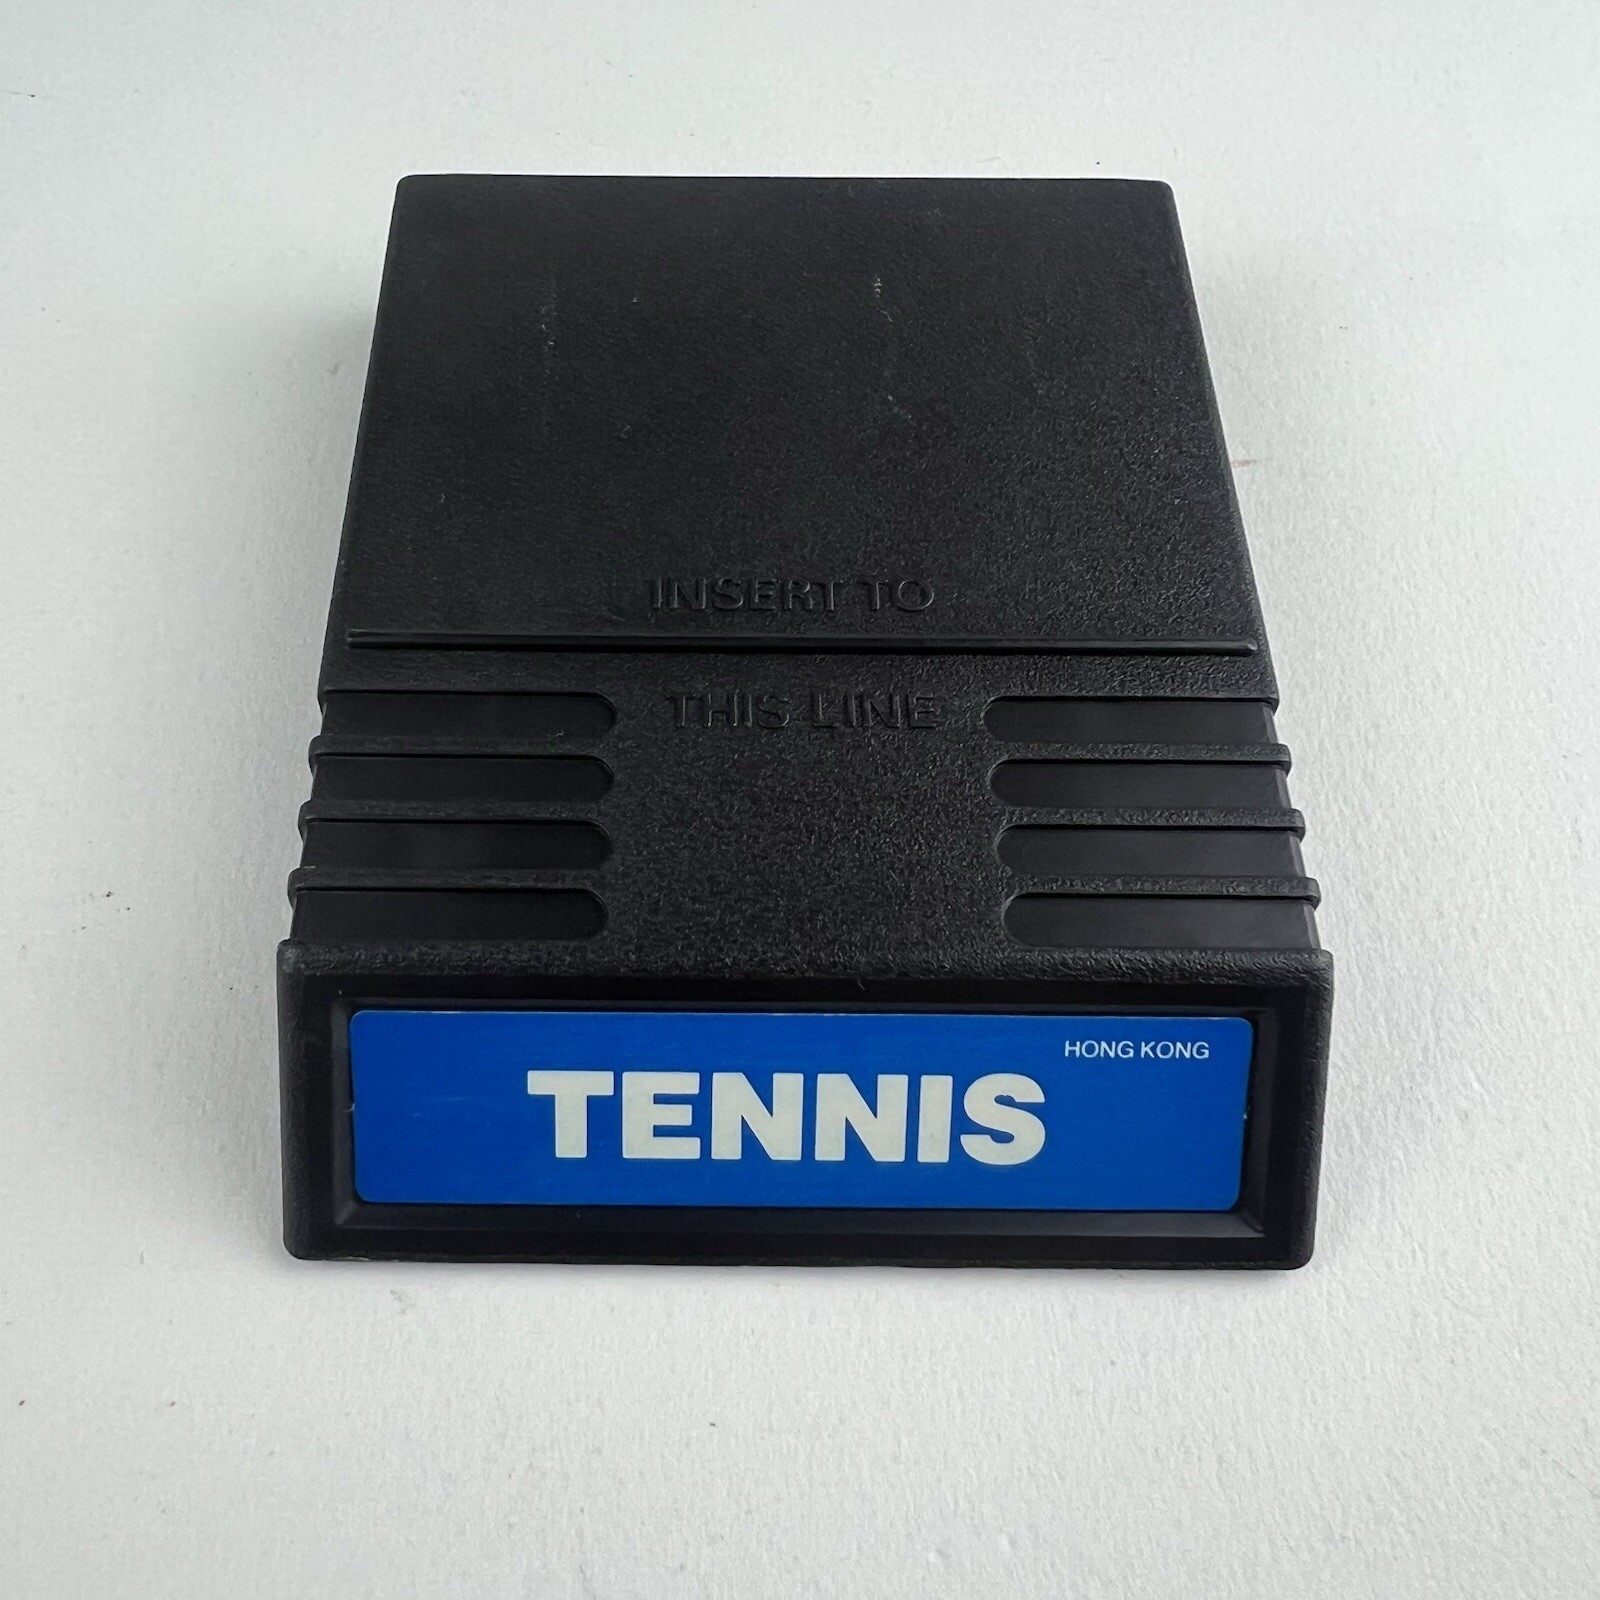 INSERT TO
THIS LINE
HONG KONG
TENNIS